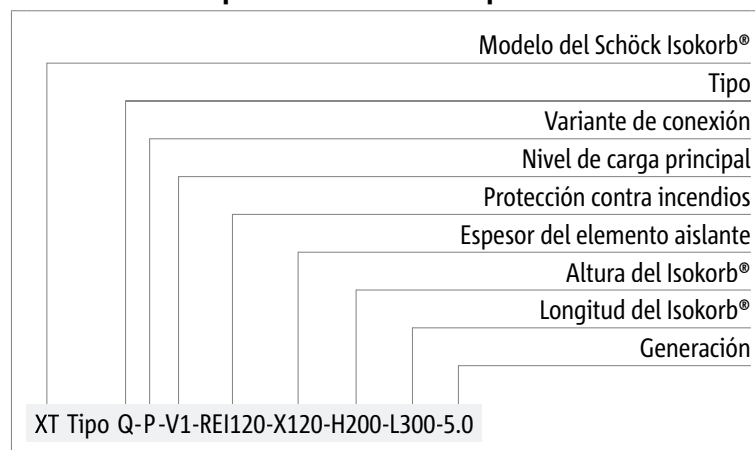 Modelo del Schöck Isokorb®
Tipo
Variante de conexión
Nivel de carga principal
Protección contra incendios
Espesor del elemento aislante
Altura del Isokorb®
Longitud del Isokorb®
Generación
XT Tipo Q-P-V1-REI120-X120-H200-L300-5.0